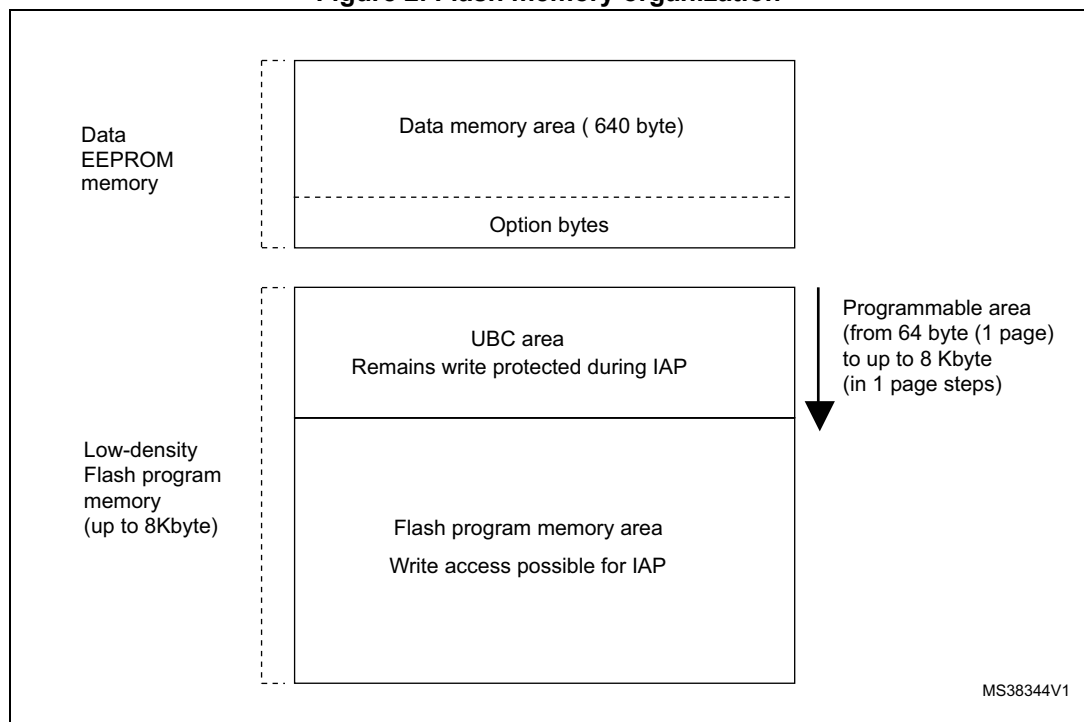 Figure 2. Flash memory organization
Data
EEPROM
memory
Data memory area ( 640 byte)
Option bytes
Low-density
Flash program
memory
(up to 8Kbyte)
UBC area
Remains write protected during IAP
Flash program memory area
Write access possible for IAP
Programmable area
(from 64 byte (1 page)
to up to 8 Kbyte
(in 1 page steps)
MS38344V1